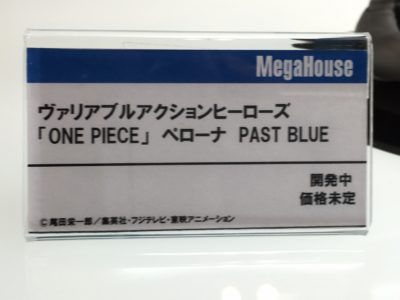 MegaHouse
ヴァリアブルアクションヒーローズ
「ONE PIECE」 ペローナ PAST BLUE
開発中
価格未定
©尾田栄一郎／集英社・フジテレビ・東映アニメーション